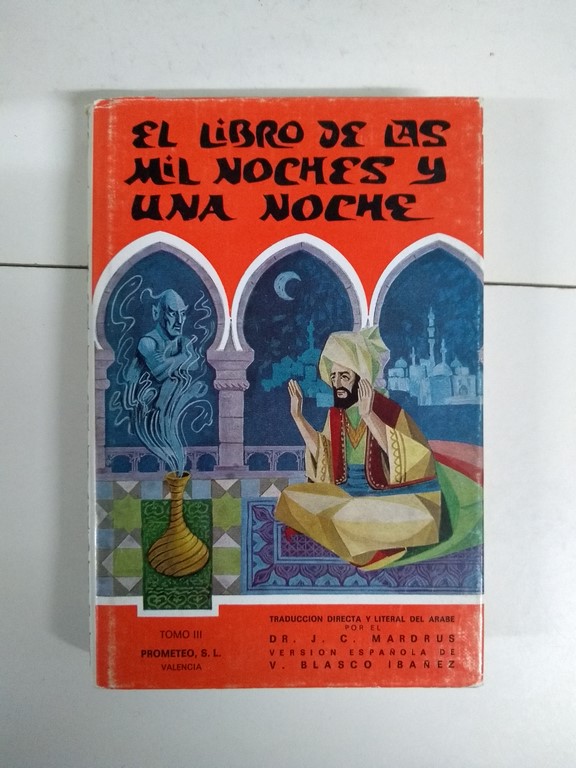 EL LIBRO DE LAS
MIL NOCHES Y
UNA NOCHE
TOMO III
PROMETEO, S. L.
VALENCIA
TRADUCCION DIRECTA Y LITERAL DEL ARABE
POR EL
DR. J. C. MARDRUS
VERSION ESPAÑOLA DE
V. BLASCO IBAÑEZ